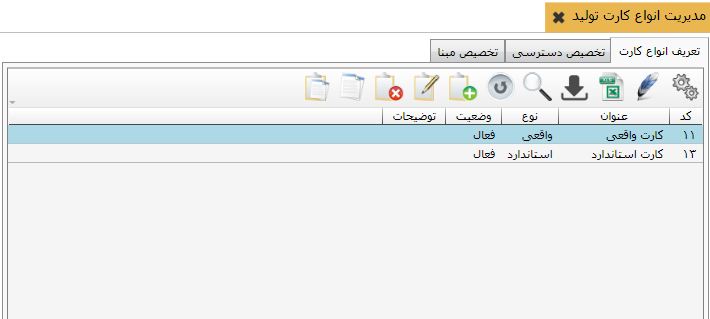 مدیریت انواع کارت تولید
تعریف انواع کارت تخصیص دسترسی تخصیص مبنا
کد عنوان نوع وضعیت توضیحات
۱۱ کارت واقعی واقعی فعال
۱۳ کارت استاندارد استاندارد فعال